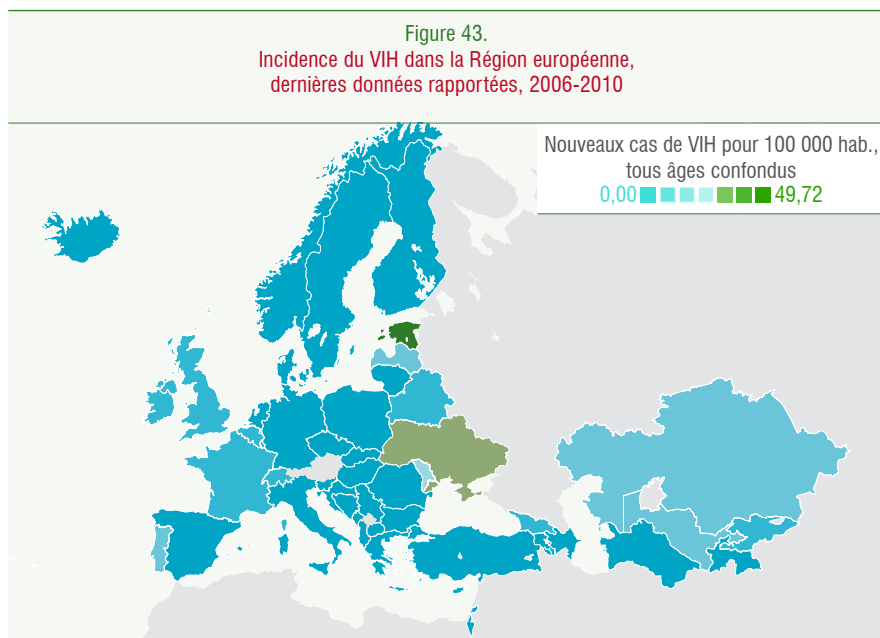 Figure 43.
Incidence du VIH dans la Région européenne,
dernières données rapportées, 2006-2010
Nouveaux cas de VIH pour 100 000 hab.,
tous âges confondus
0,00 49,72